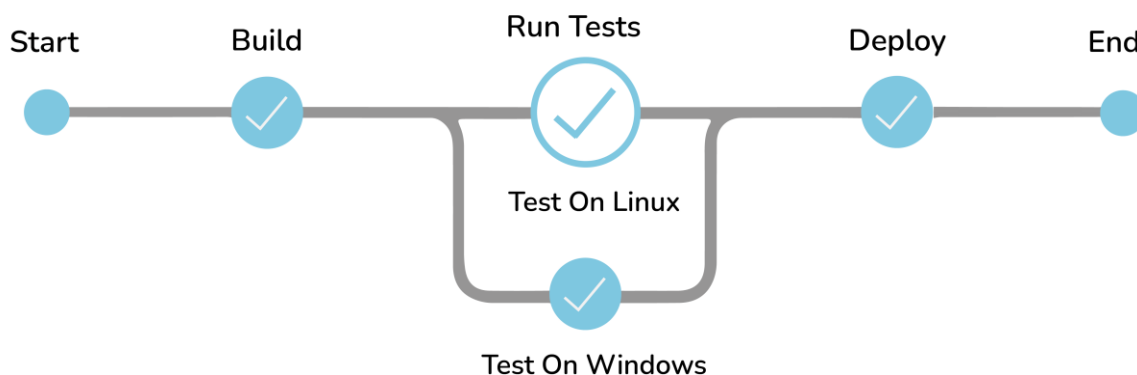 Start
Build
Run Tests
Deploy
End
Test On Linux
Test On Windows